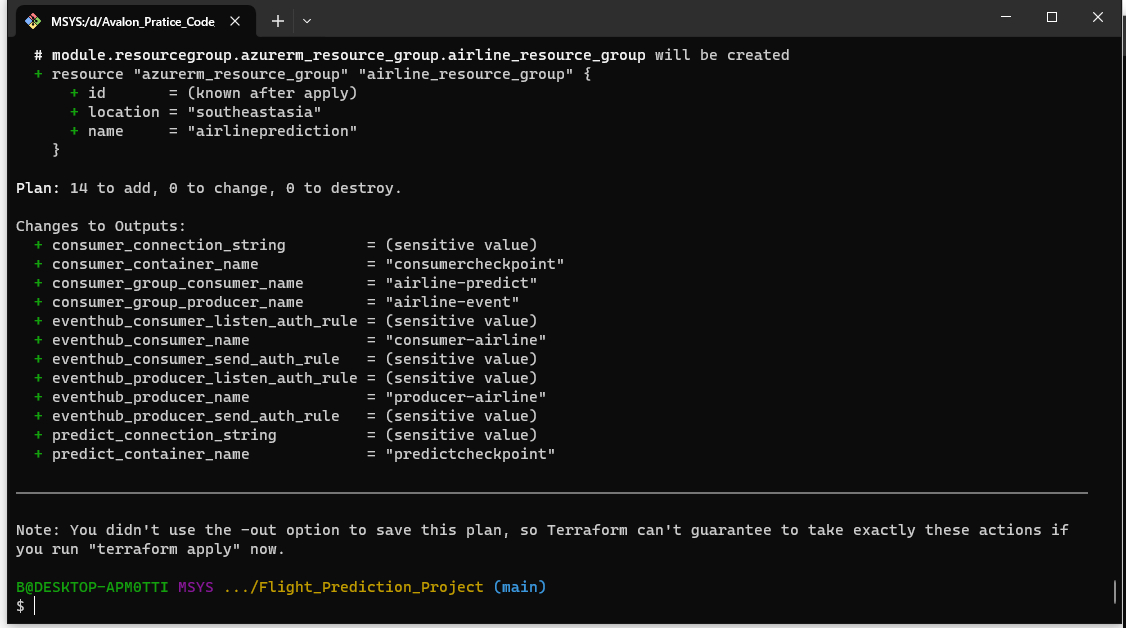 MSYS:/d/Avalon_Pratice_Code
# module.resourcegroup.azurerm_resource_group.airline_resource_group will be created
+ resource "azurerm_resource_group" "airline_resource_group" {
+ id       = (known after apply)
+ location = "southeastasia"
+ name     = "airlineprediction"
}
Plan: 14 to add, 0 to change, 0 to destroy.
Changes to Outputs:
+ consumer_connection_string         = (sensitive value)
+ consumer_container_name            = "consumercheckpoint"
+ consumer_group_consumer_name       = "airline-predict"
+ consumer_group_producer_name       = "airline-event"
+ eventhub_consumer_listen_auth_rule = (sensitive value)
+ eventhub_consumer_name             = "consumer-airline"
+ eventhub_consumer_send_auth_rule   = (sensitive value)
+ eventhub_producer_listen_auth_rule = (sensitive value)
+ eventhub_producer_name             = "producer-airline"
+ eventhub_producer_send_auth_rule   = (sensitive value)
+ predict_connection_string          = (sensitive value)
+ predict_container_name             = "predictcheckpoint"
Note: You didn't use the -out option to save this plan, so Terraform can't guarantee to take exactly these actions if
you run "terraform apply" now.
B@DESKTOP-APM0TTI MSYS .../Flight_Prediction_Project (main)
$